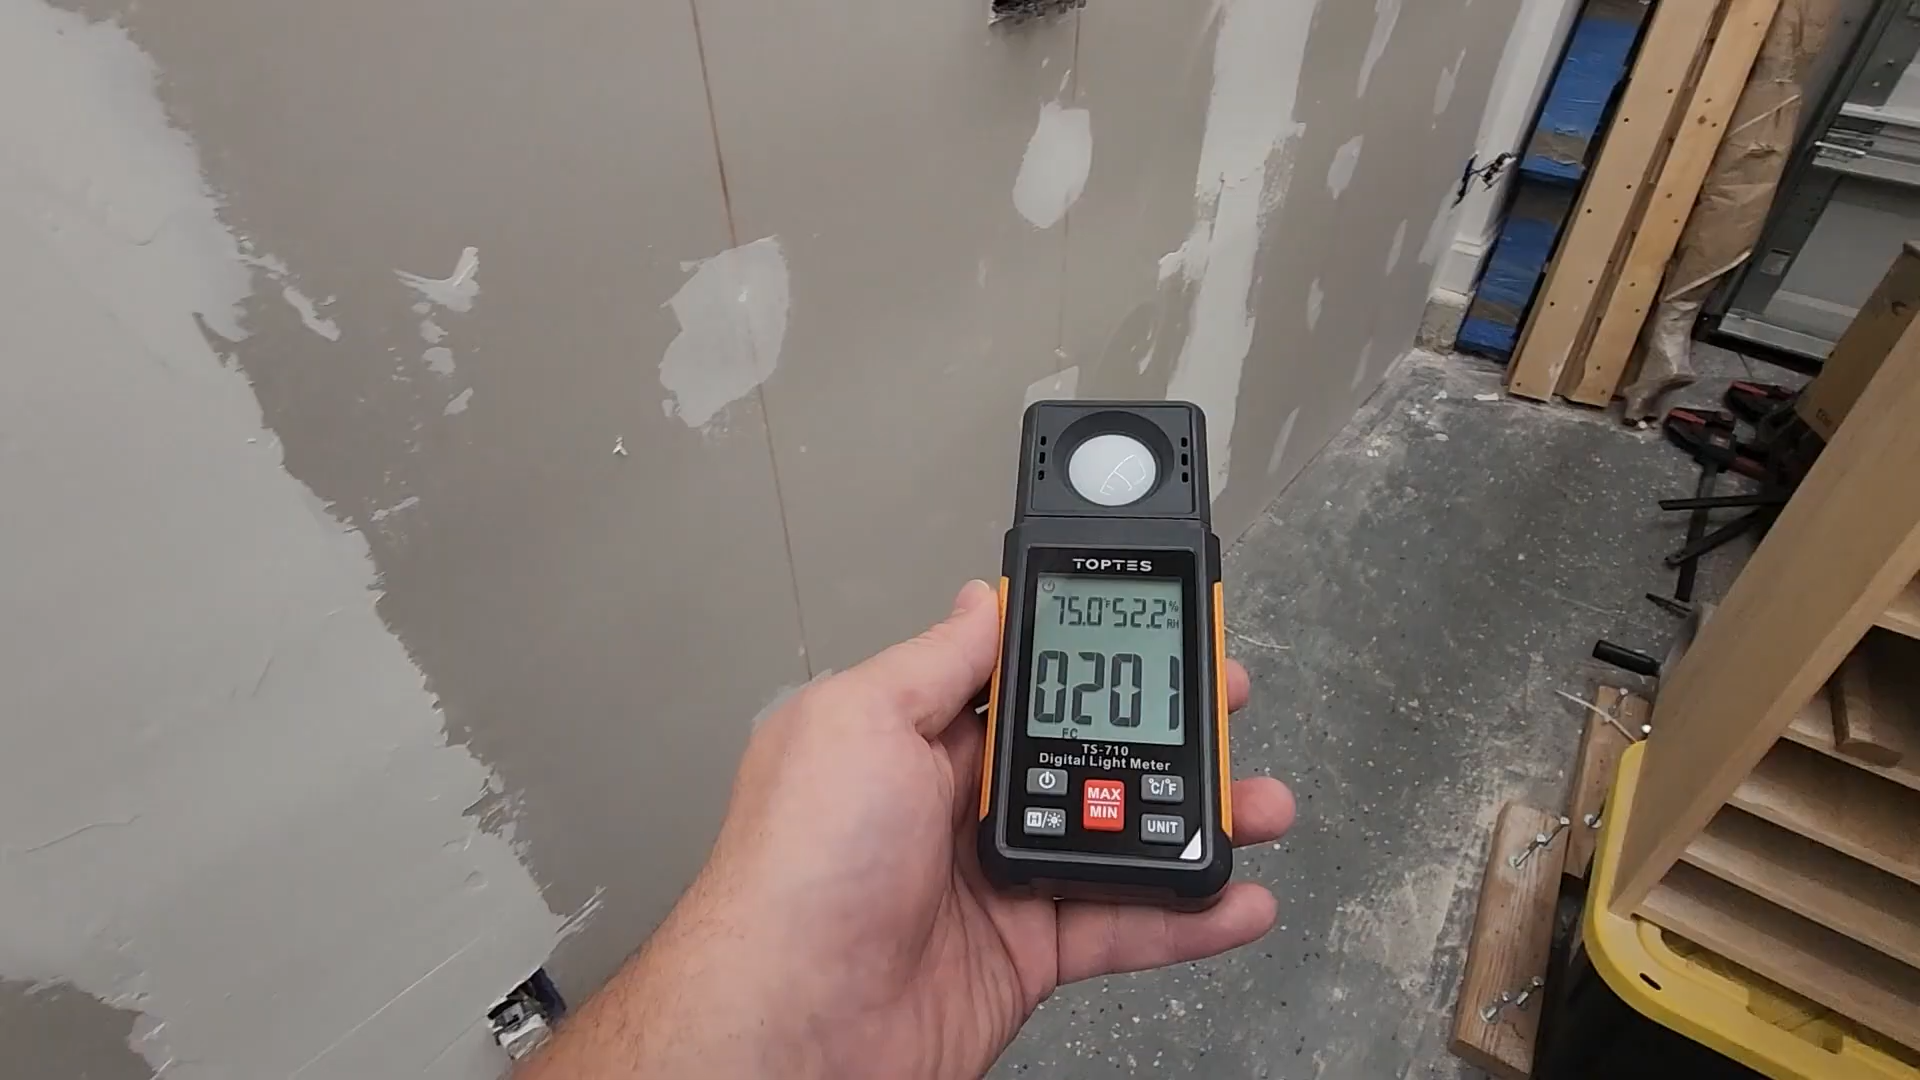 TOPTES
75.0°F 52.2%
RH
0201
FC
TS-710
Digital Light Meter
MAX
MIN
°C/°F
H/☀
UNIT